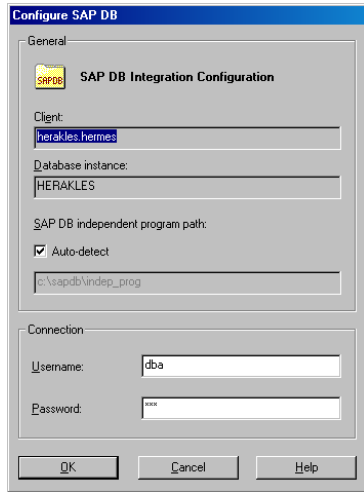 Configure SAP DB
General
SAPDB
SAP DB Integration Configuration
Client:
herakles.hermes
Database instance:
HERAKLES
SAP DB independent program path:
Auto-detect
c:\sapdb\indep_prog
Connection
Username:
dba
Password:
***
OK
Cancel
Help